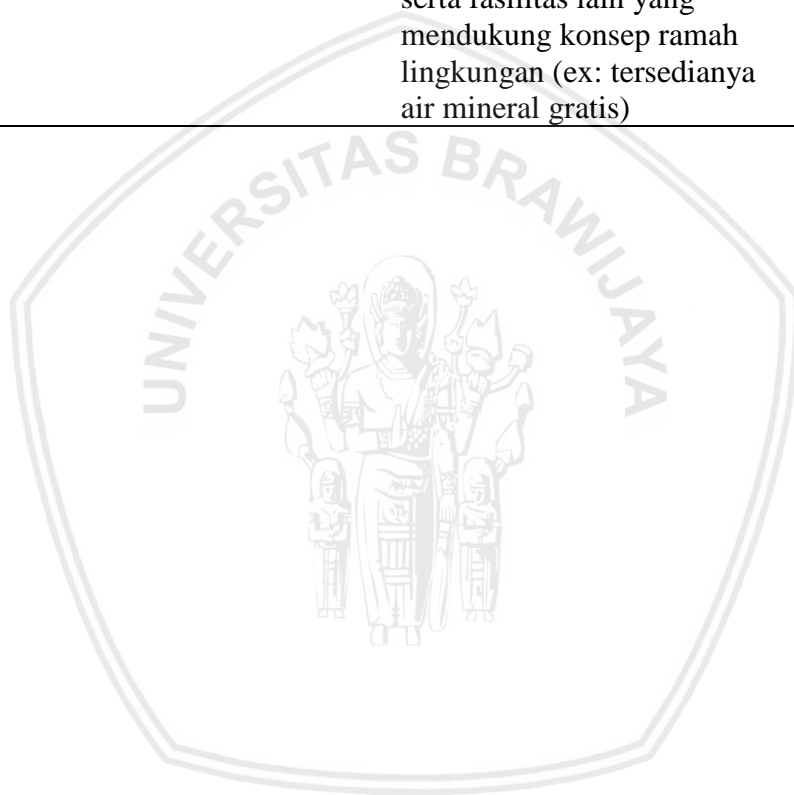 serta fasilitas lain yang
mendukung konsep ramah
lingkungan (ex: tersedianya
air mineral gratis)
UNIVERSITAS BRAWIJAYA